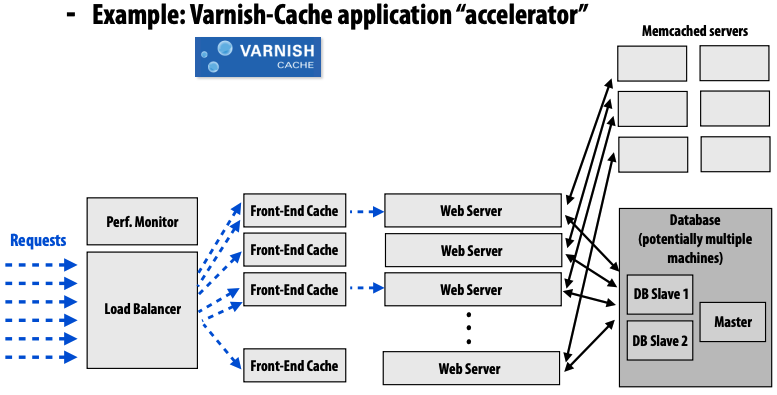 - Example: Varnish-Cache application “accelerator”
VARNISH
CACHE
Memcached servers
Requests
Perf. Monitor
Load Balancer
Front-End Cache
Front-End Cache
Front-End Cache
Front-End Cache
Web Server
Web Server
Web Server
Web Server
Database
(potentially multiple
machines)
DB Slave 1
DB Slave 2
Master